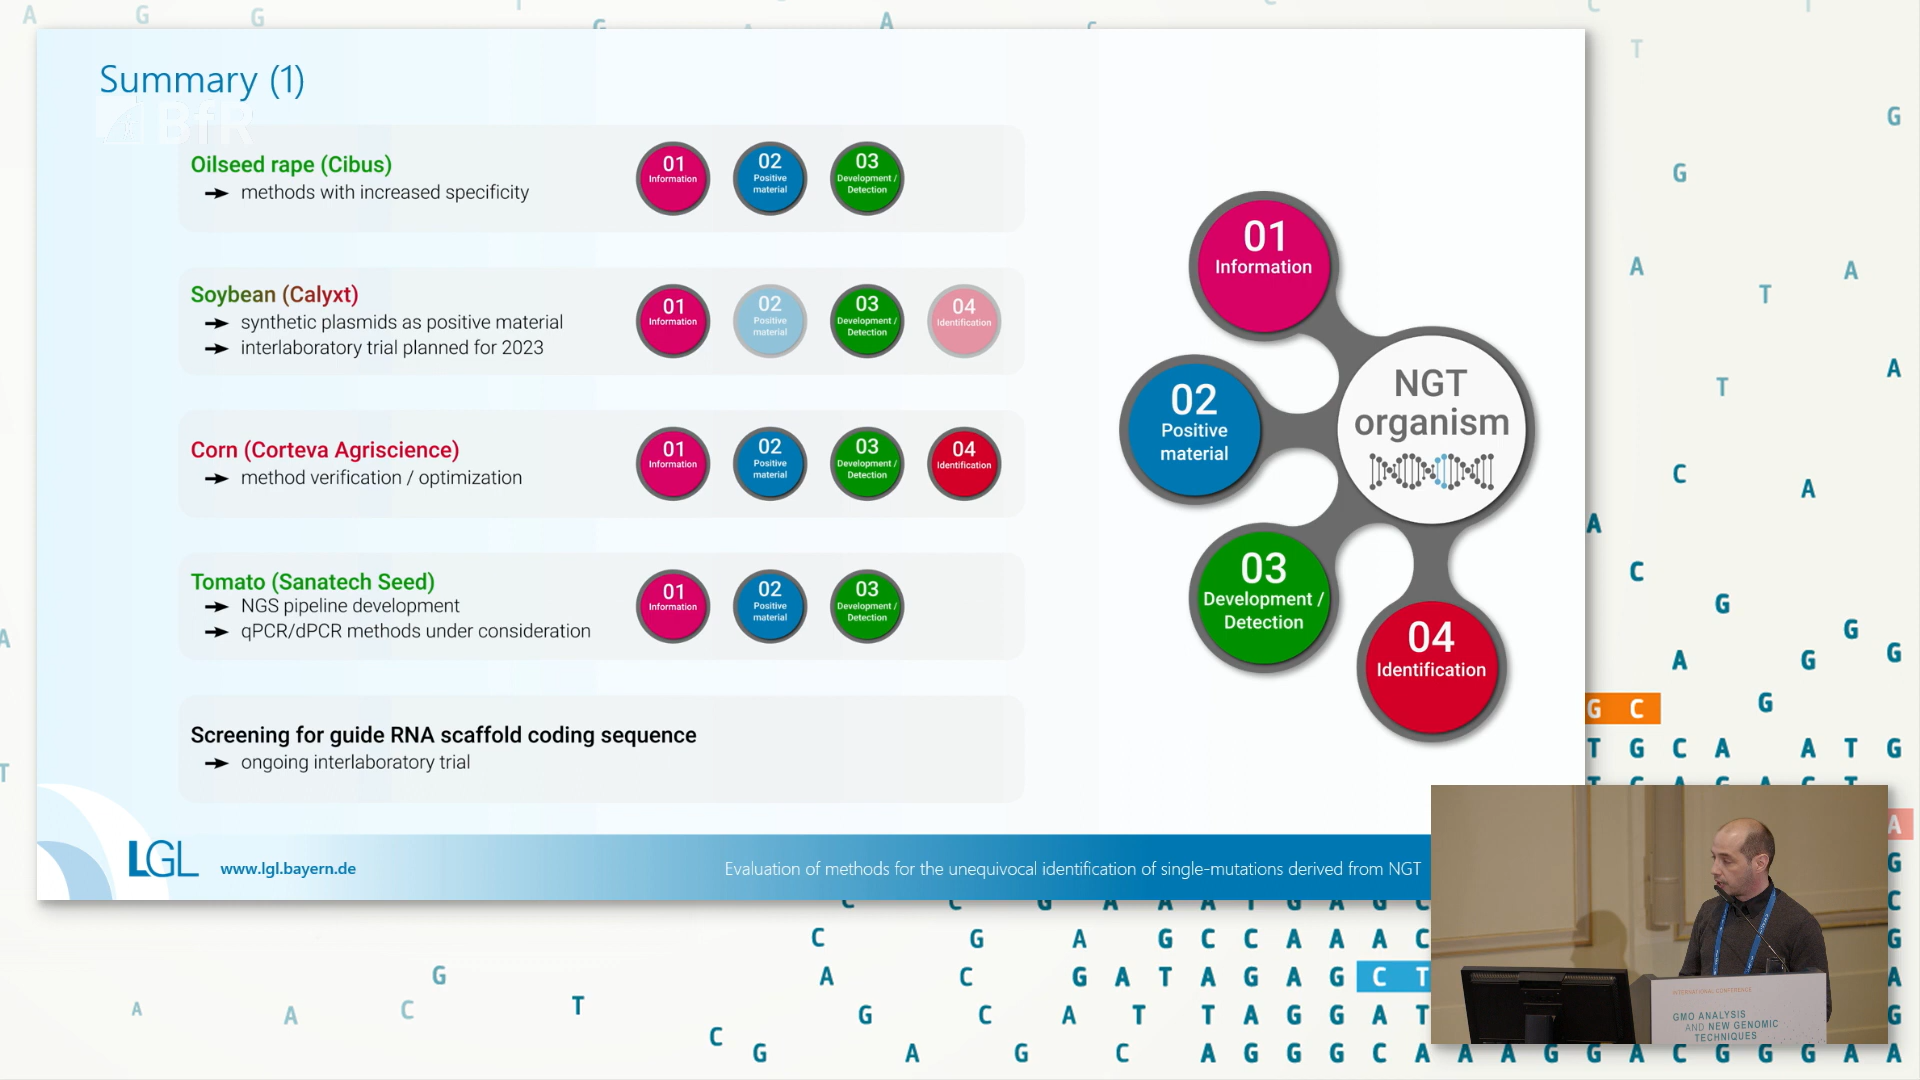 Summary (1)
BfR
Oilseed rape (Cibus)
methods with increased specificity
01
Information
02
Positive
material
03
Development /
Detection
Soybean (Calyxt)
synthetic plasmids as positive material
interlaboratory trial planned for 2023
01
Information
02
Positive
material
03
Development /
Detection
04
Identification
Corn (Corteva Agriscience)
method verification / optimization
01
Information
02
Positive
material
03
Development /
Detection
04
Identification
Tomato (Sanatech Seed)
NGS pipeline development
qPCR/dPCR methods under consideration
01
Information
02
Positive
material
03
Development /
Detection
Screening for guide RNA scaffold coding sequence
ongoing interlaboratory trial
01
Information
02
Positive
material
03
Development /
Detection
04
Identification
NGT
organism
LGL
www.lgl.bayern.de
Evaluation of methods for the unequivocal identification of single-mutations derived from NGT
INTERNATIONAL CONFERENCE
GMO ANALYSIS
AND NEW GENOMIC
TECHNIQUES
G C
T G C A A T G
C G A G C C A A A C
A C G A T A G A G C T
G C A T T A G G A T
C G A G C A G G G C A A A G G A C G G G A A